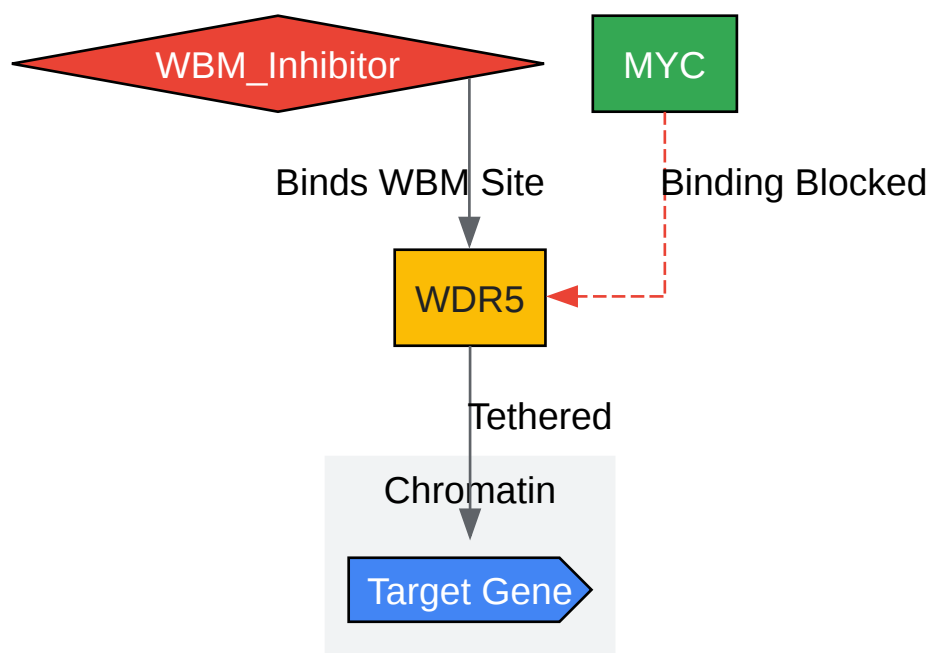 WBM_Inhibitor
MYC
Binds WBM Site
Binding Blocked
WDR5
Tethered
Chromatin
Target Gene